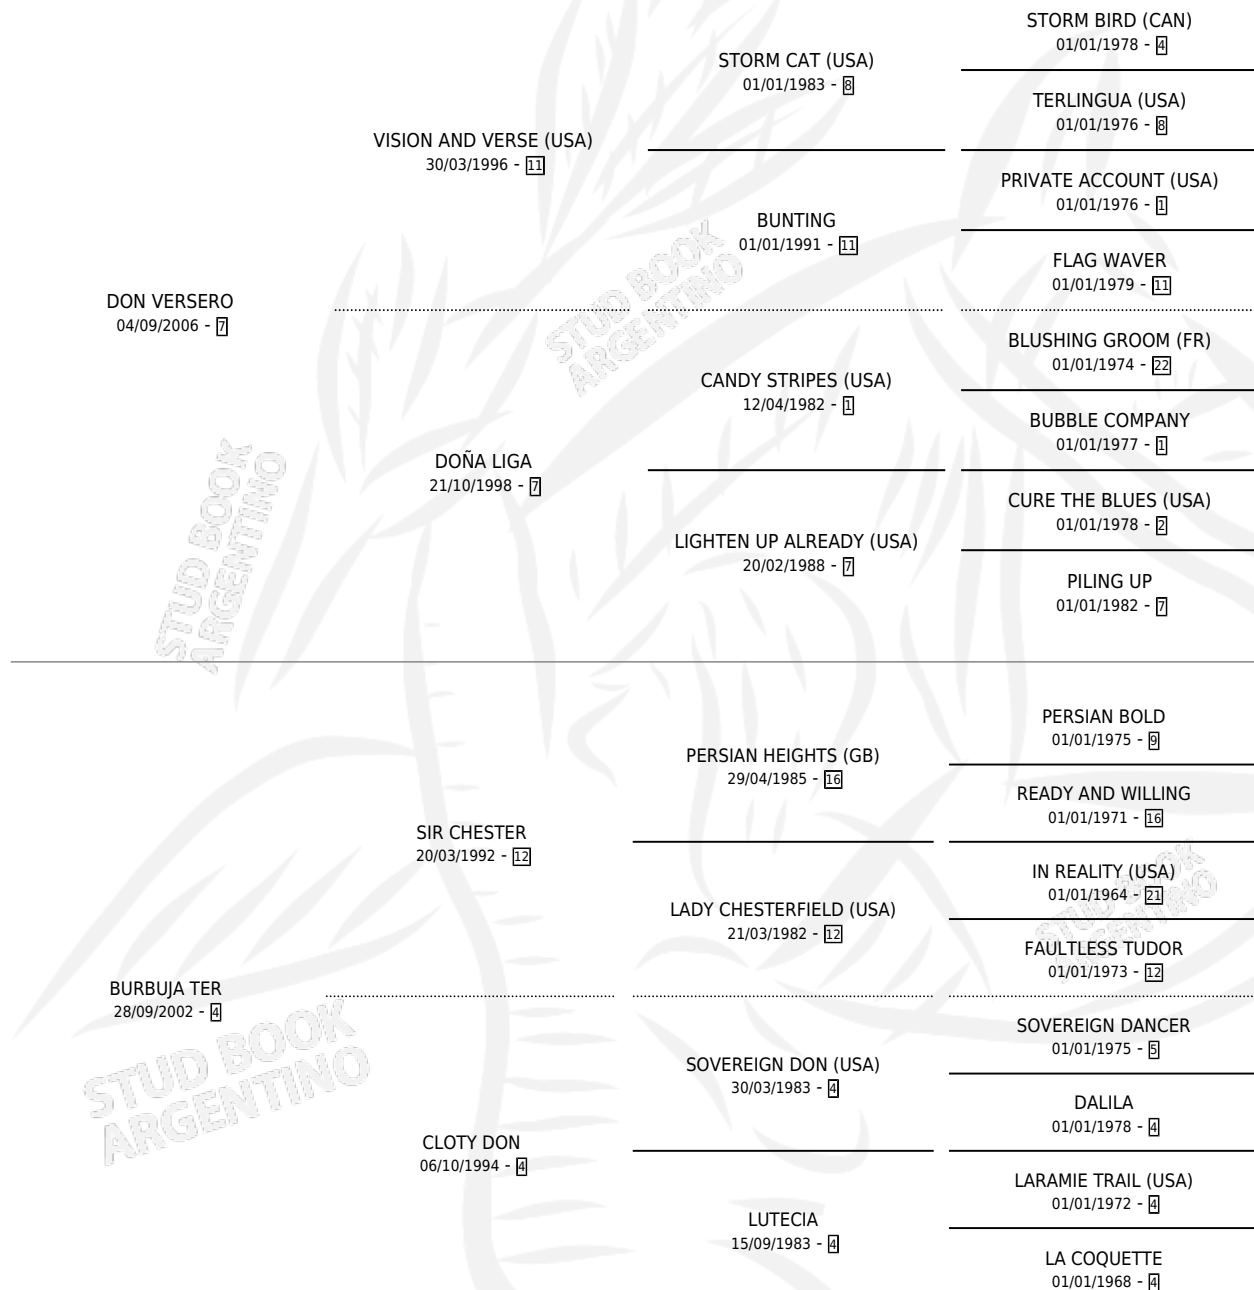 STORM BIRD (CAN)
01/01/1978 - 4
STORM CAT (USA)
01/01/1983 - 8
TERLINGUA (USA)
01/01/1976 - 8
VISION AND VERSE (USA)
30/03/1996 - 11
PRIVATE ACCOUNT (USA)
01/01/1976 - 1
BUNTING
01/01/1991 - 11
FLAG WAVER
01/01/1979 - 11
DON VERSERO
04/09/2006 - 7
BLUSHING GROOM (FR)
01/01/1974 - 22
CANDY STRIPES (USA)
12/04/1982 - 1
BUBBLE COMPANY
01/01/1977 - 1
DOÑA LIGA
21/10/1998 - 7
CURE THE BLUES (USA)
01/01/1978 - 2
LIGHTEN UP ALREADY (USA)
20/02/1988 - 7
PILING UP
01/01/1982 - 7
PERSIAN BOLD
01/01/1975 - 9
PERSIAN HEIGHTS (GB)
29/04/1985 - 16
READY AND WILLING
01/01/1971 - 16
SIR CHESTER
20/03/1992 - 12
IN REALITY (USA)
01/01/1964 - 21
LADY CHESTERFIELD (USA)
21/03/1982 - 12
FAULTLESS TUDOR
01/01/1973 - 12
BURBUJA TER
28/09/2002 - 4
SOVEREIGN DANCER
01/01/1975 - 5
SOVEREIGN DON (USA)
30/03/1983 - 4
DALILA
01/01/1978 - 4
CLOTY DON
06/10/1994 - 4
LARAMIE TRAIL (USA)
01/01/1972 - 4
LUTECIA
15/09/1983 - 4
LA COQUETTE
01/01/1968 - 4
STUD BOOK
ARGENTINO
STUD BOOK
ARGENTINO
STUD BOOK
ARGENTINO
STUD BOOK
ARGENTINO